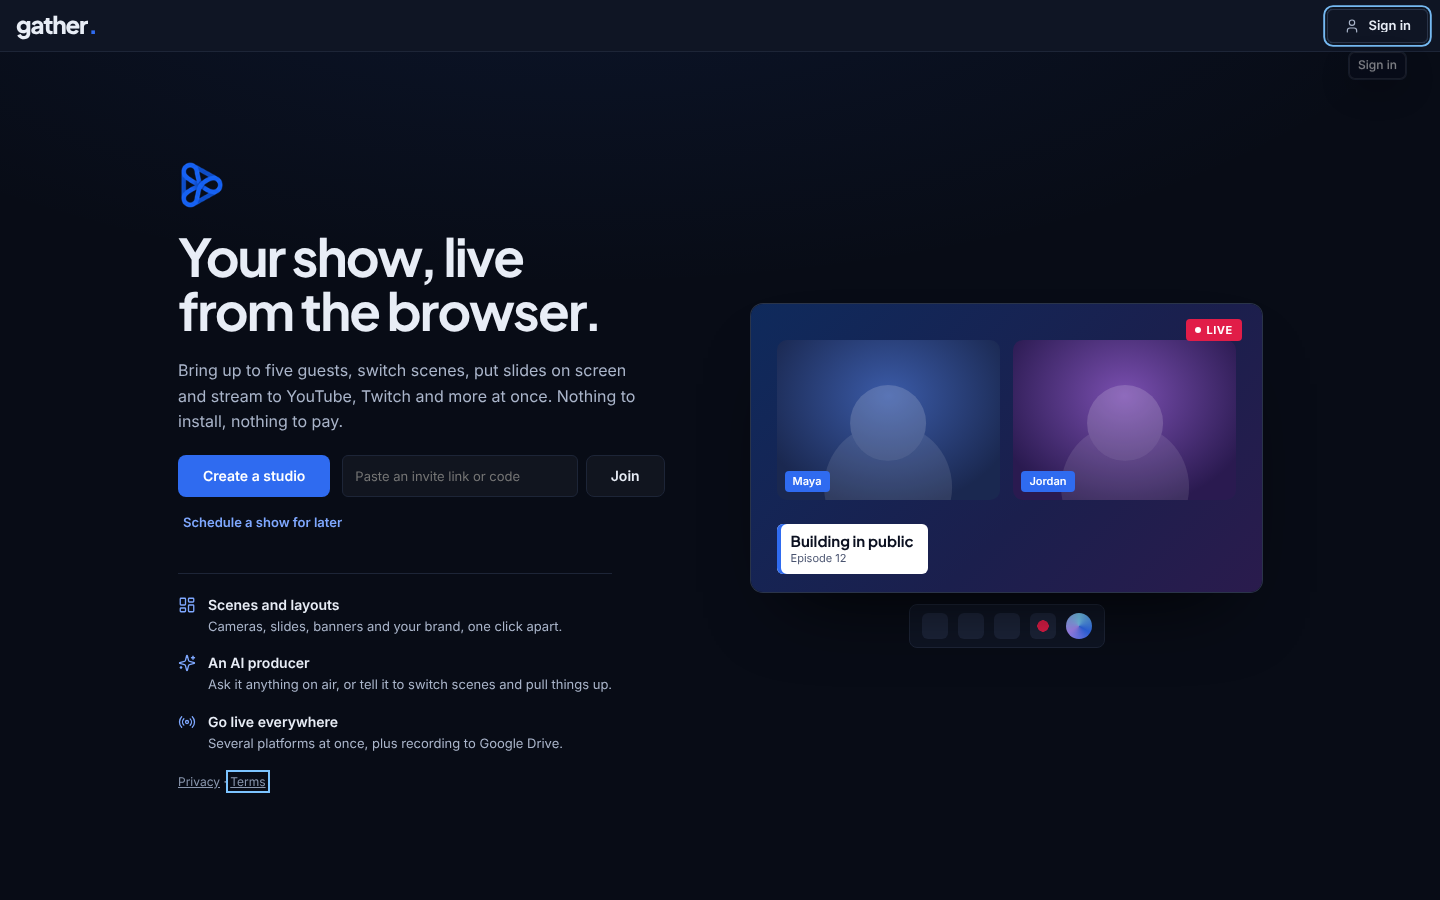 gather.
Sign in
Sign in
Your show, live
from the browser.
Bring up to five guests, switch scenes, put slides on screen
and stream to YouTube, Twitch and more at once. Nothing to
install, nothing to pay.
Create a studio
Paste an invite link or code
Join
Schedule a show for later
Scenes and layouts
Cameras, slides, banners and your brand, one click apart.
An AI producer
Ask it anything on air, or tell it to switch scenes and pull things up.
Go live everywhere
Several platforms at once, plus recording to Google Drive.
Privacy · Terms
LIVE
Maya
Jordan
Building in public
Episode 12